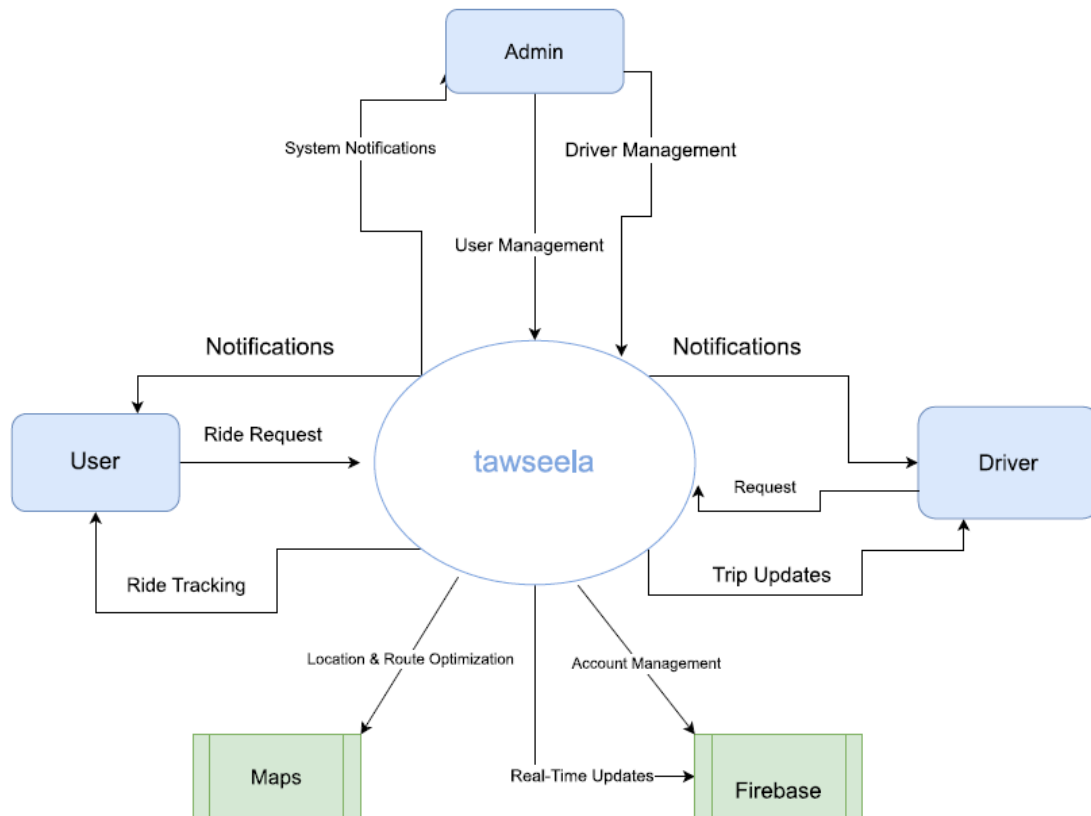 Admin
System Notifications
Driver Management
User Management
Notifications
Notifications
Ride Request
User
tawseela
Driver
Request
Ride Tracking
Trip Updates
Location & Route Optimization
Account Management
Maps
Real-Time Updates
Firebase